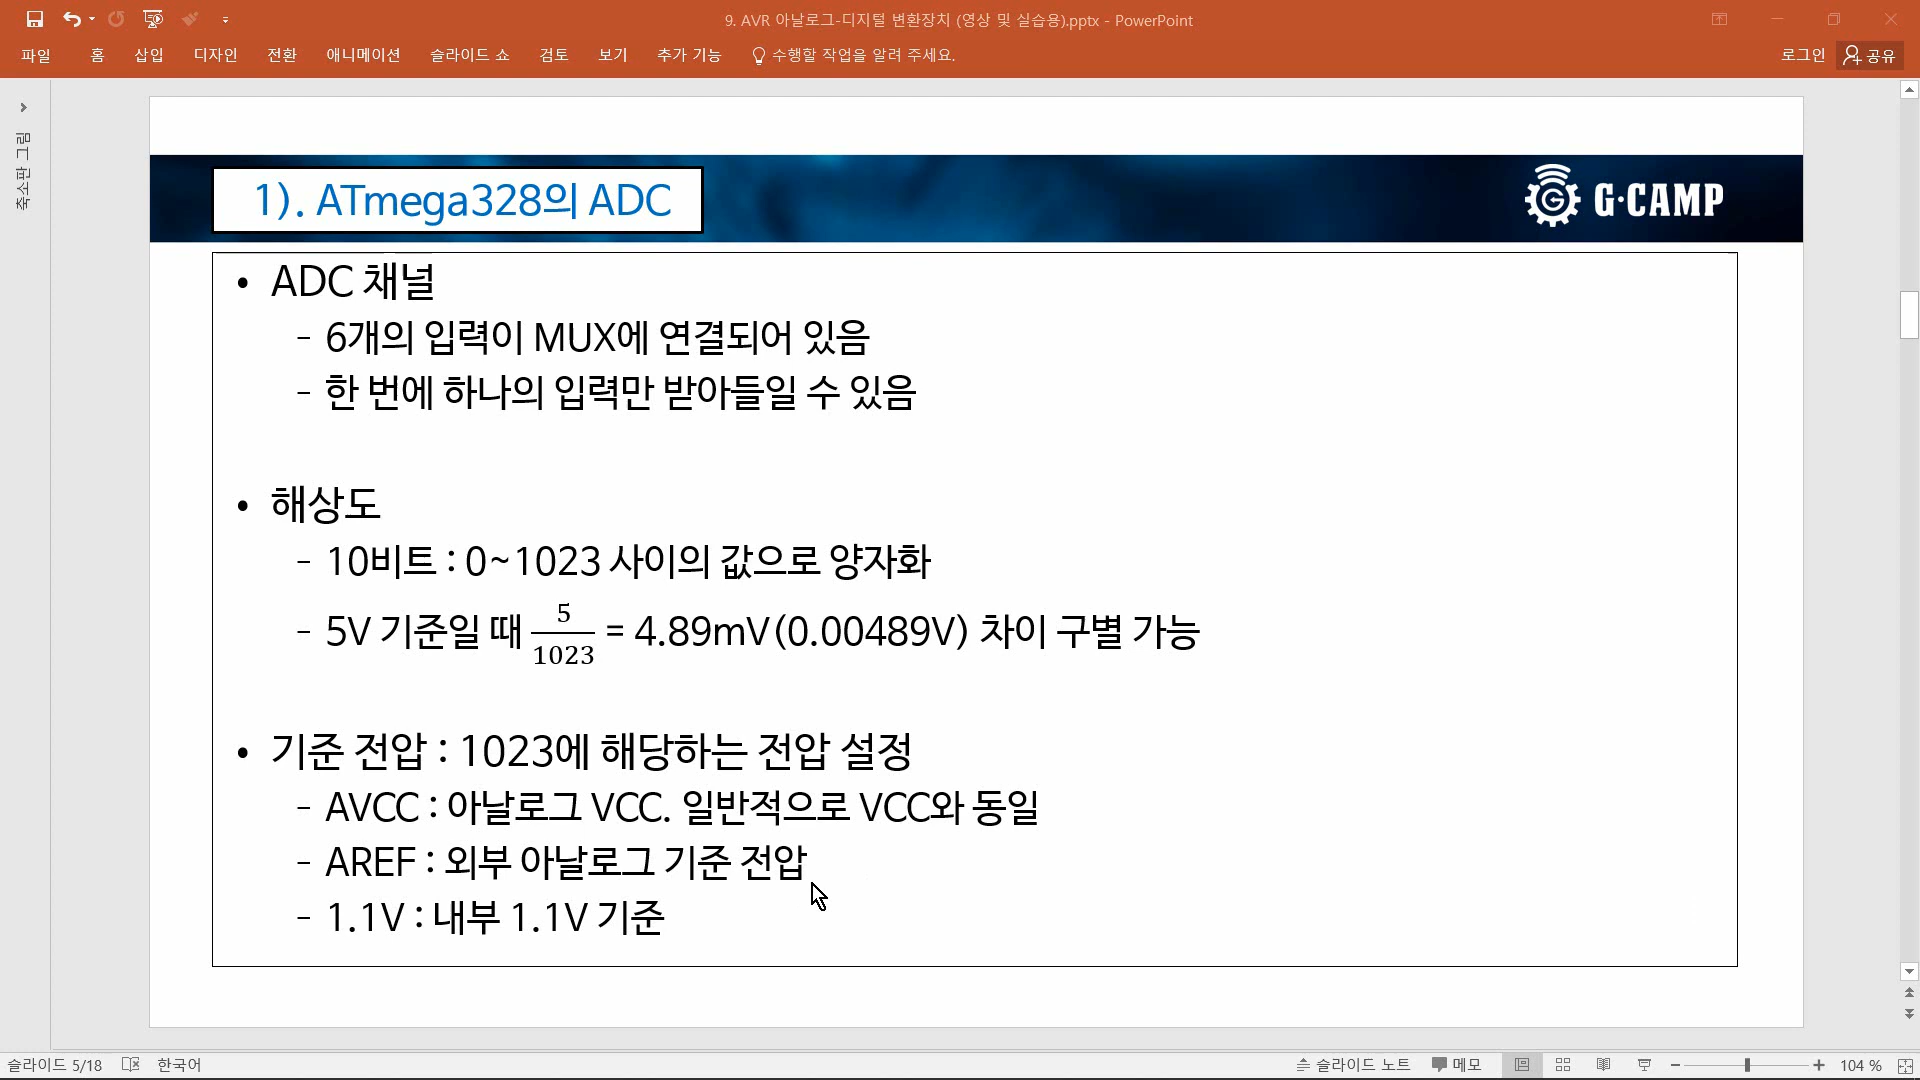 9. AVR 아날로그-디지털 변환장치 (영상 및 실습용).pptx - PowerPoint
파일 홈 삽입 디자인 전환 애니메이션 슬라이드 쇼 검토 보기 추가 기능 수행할 작업을 알려 주세요. 로그인 공유
축소판 그림
1). ATmega328의 ADC
G·CAMP
• ADC 채널
- 6개의 입력이 MUX에 연결되어 있음
- 한 번에 하나의 입력만 받아들일 수 있음
• 해상도
- 10비트 : 0~1023 사이의 값으로 양자화
- 5V 기준일 때 5/1023 = 4.89mV(0.00489V) 차이 구별 가능
• 기준 전압 : 1023에 해당하는 전압 설정
- AVCC : 아날로그 VCC. 일반적으로 VCC와 동일
- AREF : 외부 아날로그 기준 전압
- 1.1V : 내부 1.1V 기준
슬라이드 5/18 한국어 슬라이드 노트 메모 104 %